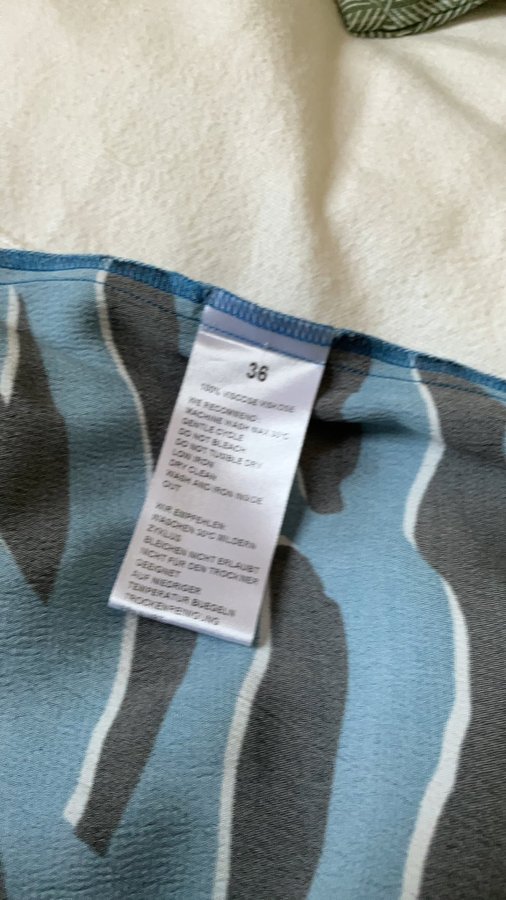 36
100% VISCOSE VISKOSE
WE RECOMMEND:
MACHINE WASH MAX 30°C
GENTLE CYCLE
DO NOT BLEACH
DO NOT TUBBLE DRY
LOW IRON
DRY CLEAN
WASH AND IRON INSIDE
OUT
WIR EMPFEHLEN:
WASCHEN 30°C MILDERN
ZYKLUS
BLEICHEN NICHT ERLAUBT
NICHT FÜR DEN TROCKNER
GEEIGNET
AUF NIEDRIGER
TEMPERATUR BUEGELN
TROCKENREINIGUNG